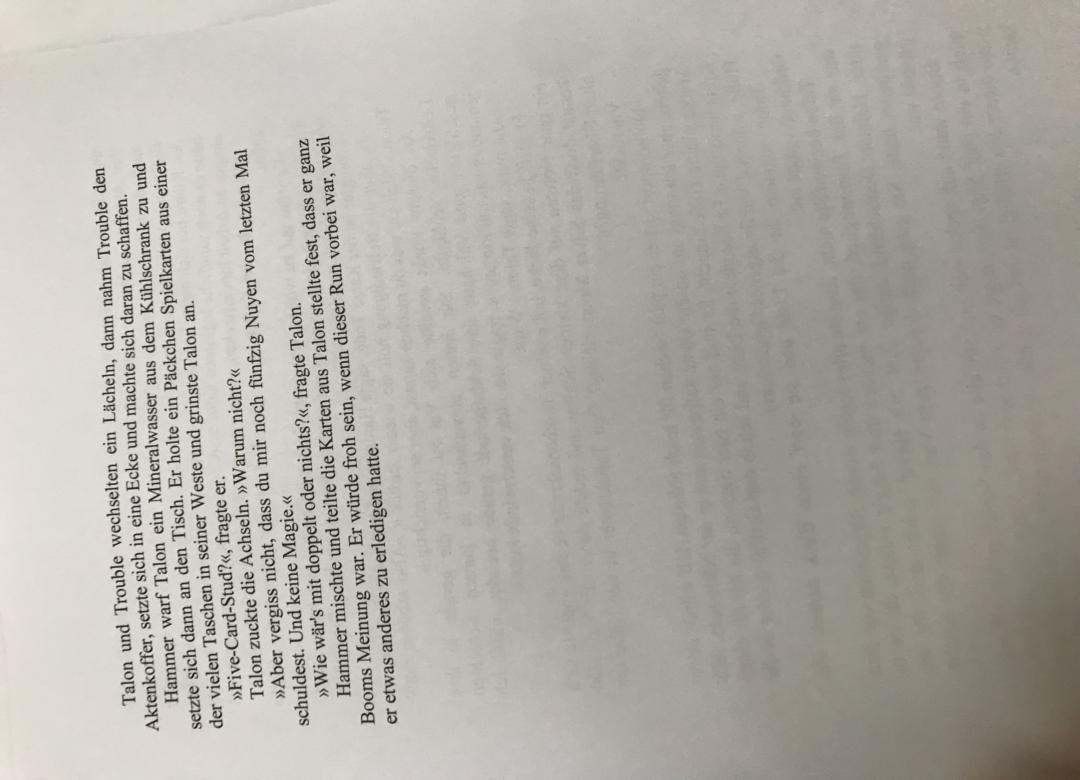 Talon und Trouble wechselten ein Lächeln, dann nahm Trouble den
Aktenkoffer, setzte sich in eine Ecke und machte sich daran zu schaffen.
Hammer warf Talon ein Mineralwasser aus dem Kühlschrank zu und
setzte sich dann an den Tisch. Er holte ein Päckchen Spielkarten aus einer
der vielen Taschen in seiner Weste und grinste Talon an.
»Five-Card-Stud?«, fragte er.
Talon zuckte die Achseln. »Warum nicht?«
»Aber vergiss nicht, dass du mir noch fünfzig Nuyen vom letzten Mal
schuldest. Und keine Magie.«
»Wie wär's mit doppelt oder nichts?«, fragte Talon.
Hammer mischte und teilte die Karten aus Talon stellte fest, dass er ganz
Booms Meinung war. Er würde froh sein, wenn dieser Run vorbei war, weil
er etwas anderes zu erledigen hatte.